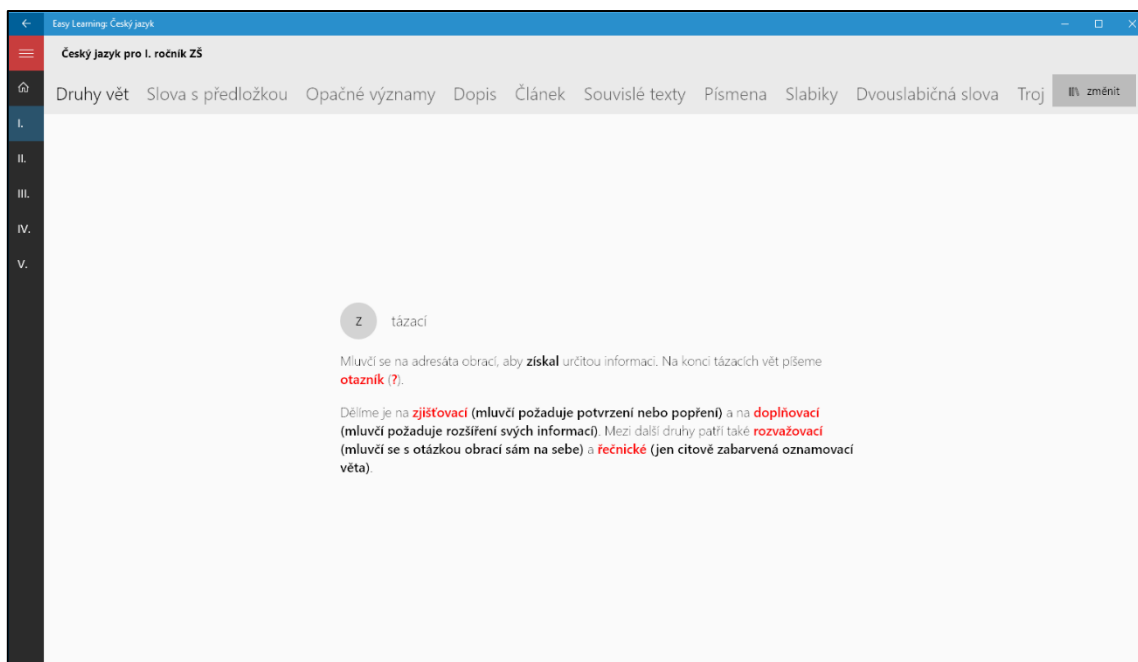 Easy Learning: Český jazyk
Český jazyk pro I. ročník ZŠ
Druhy vět Slova s předložkou Opačné významy Dopis Článek Souvislé texty Písmena Slabiky Dvouslabičná slova Troj změnit
I.
II.
III.
IV.
V.
Z tázací
Mluvčí se na adresáta obrací, aby získal určitou informaci. Na konci tázacích vět píšeme
otazník (?).
Dělíme je na zjišťovací (mluvčí požaduje potvrzení nebo popření) a na doplňovací
(mluvčí požaduje rozšíření svých informací). Mezi další druhy patří také rozvažovací
(mluvčí se s otázkou obrací sám na sebe) a řečnické (jen citově zabarvená oznamovací
věta).